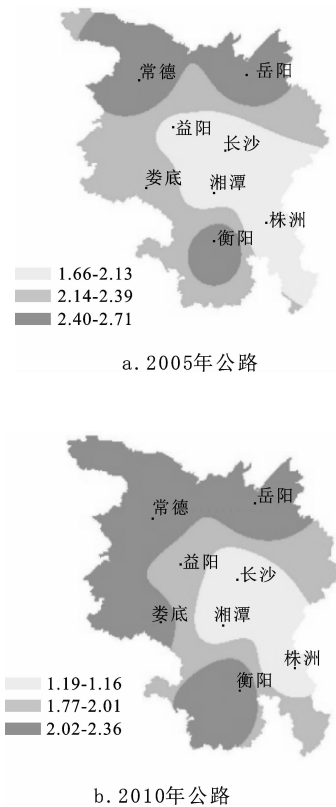 常德
岳阳
益阳
长沙
娄底
湘潭
株洲
衡阳
1.66-2.13
2.14-2.39
2.40-2.71
a.2005年公路
岳阳
常德
益阳
长沙
娄底
湘潭
株洲
衡阳
1.19-1.16
1.77-2.01
2.02-2.36
b.2010年公路